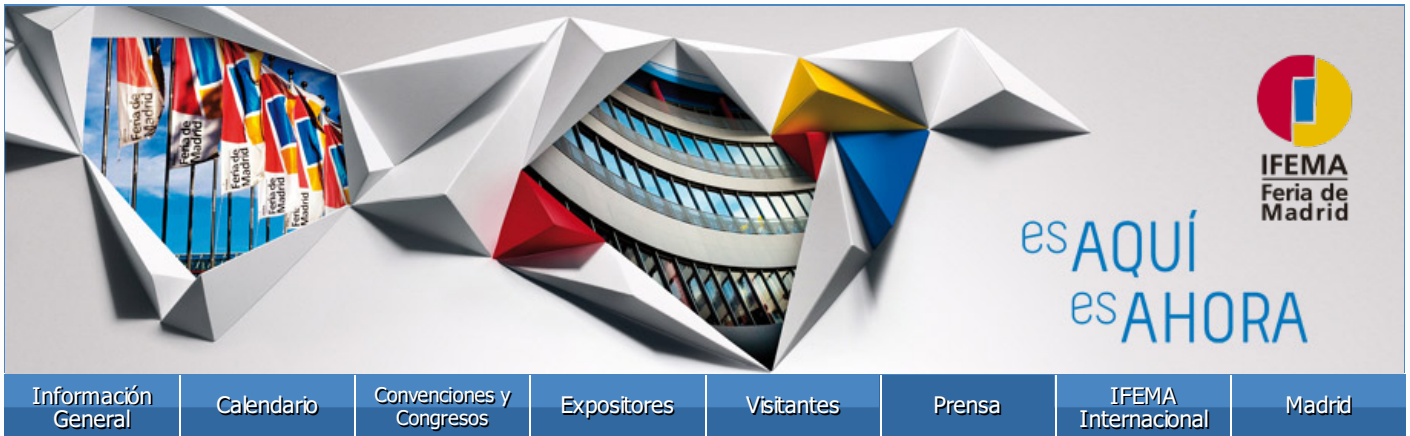 Feria de
Madrid
Feria de
Madrid
Feria de
Madrid
Feria de
Madrid
IFEMA
Feria de
Madrid
es AQUÍ
es AHORA
Información
General
Calendario
Convenciones y
Congresos
Expositores
Visitantes
Prensa
IFEMA
Internacional
Madrid